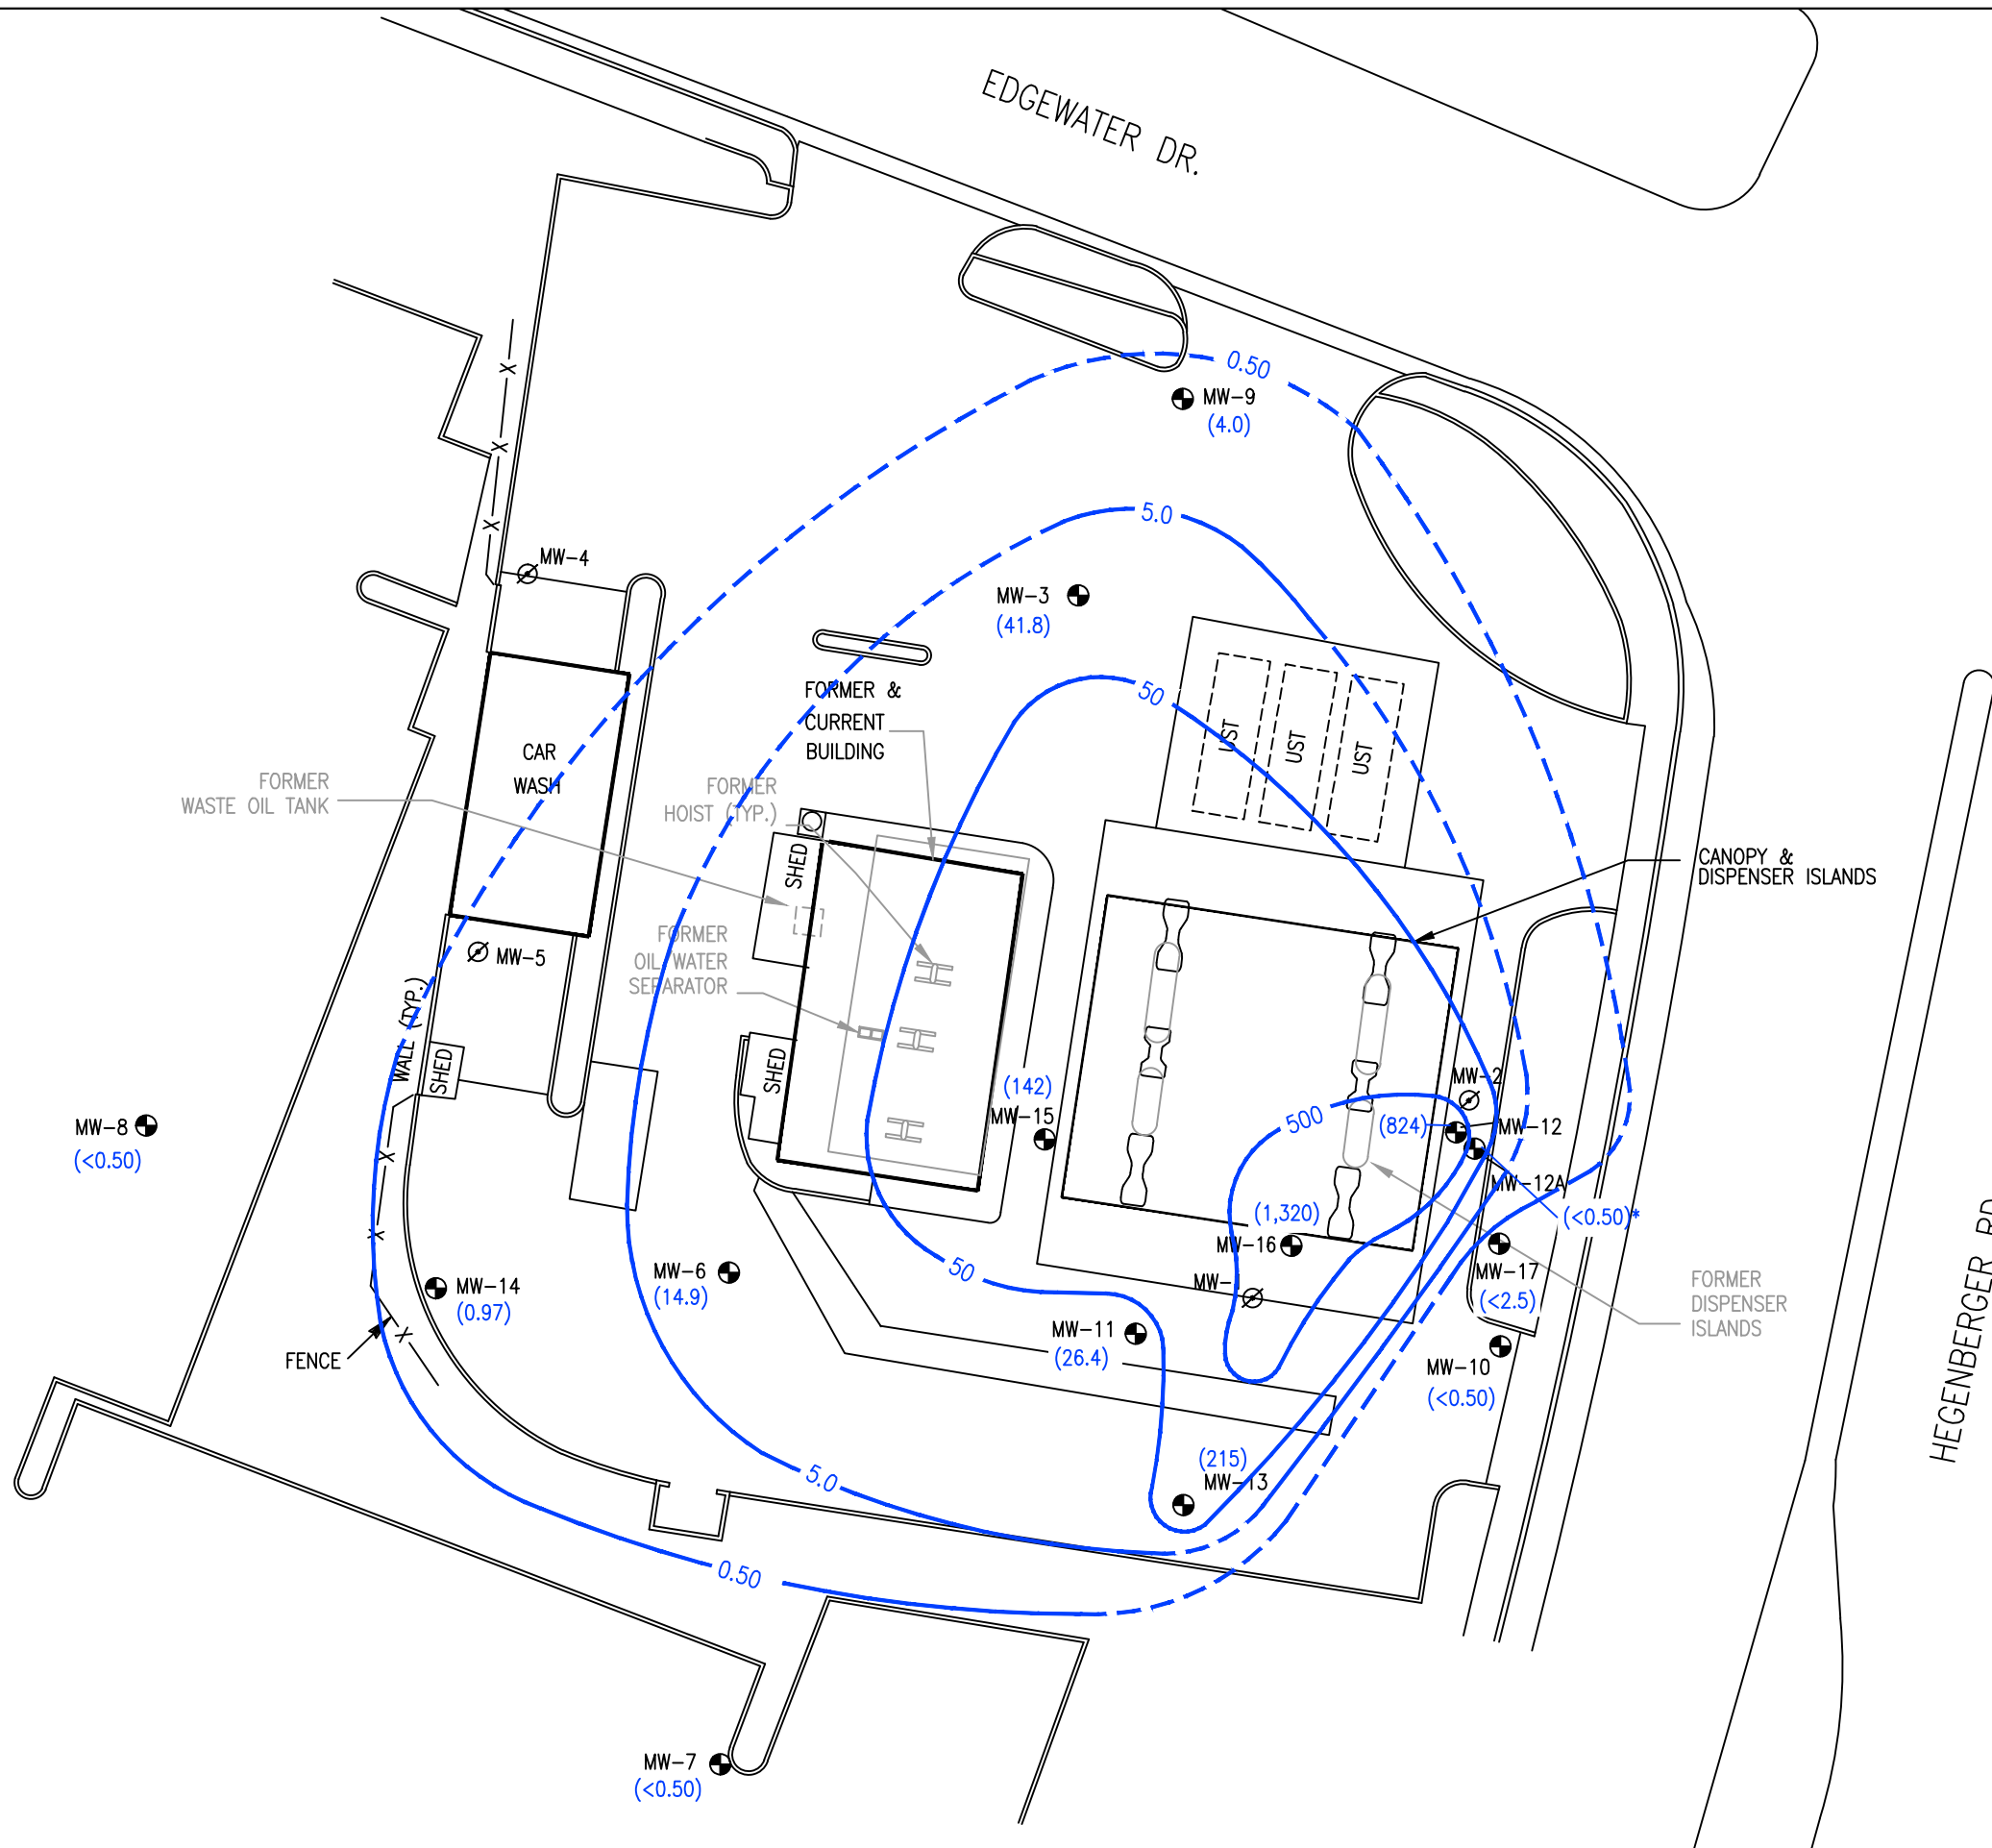 EDGEWATER DR.
0.50
MW-9
(4.0)
5.0
MW-4
MW-3
(41.8)
50
FORMER &
CURRENT
BUILDING
UST
UST
UST
CAR
WASH
FORMER
WASTE OIL TANK
FORMER
HOIST (TYP.)
SHED
CANOPY &
DISPENSER ISLANDS
FORMER
OIL WATER
SEPARATOR
MW-5
WALL (TYP.)
SHED
SHED
(142)
MW-15
MW-2
500
(824)
MW-12
MW-12A
(<0.50)*
MW-8
(<0.50)
X
X
X
X
X
X
(1,320)
MW-16
MW-17
(<2.5)
MW-6
(14.9)
50
MW-
MW-14
(0.97)
FORMER
DISPENSER
ISLANDS
MW-11
(26.4)
MW-10
(<0.50)
FENCE
HEGENBERGER RD
5.0
(215)
MW-13
0.50
MW-7
(<0.50)